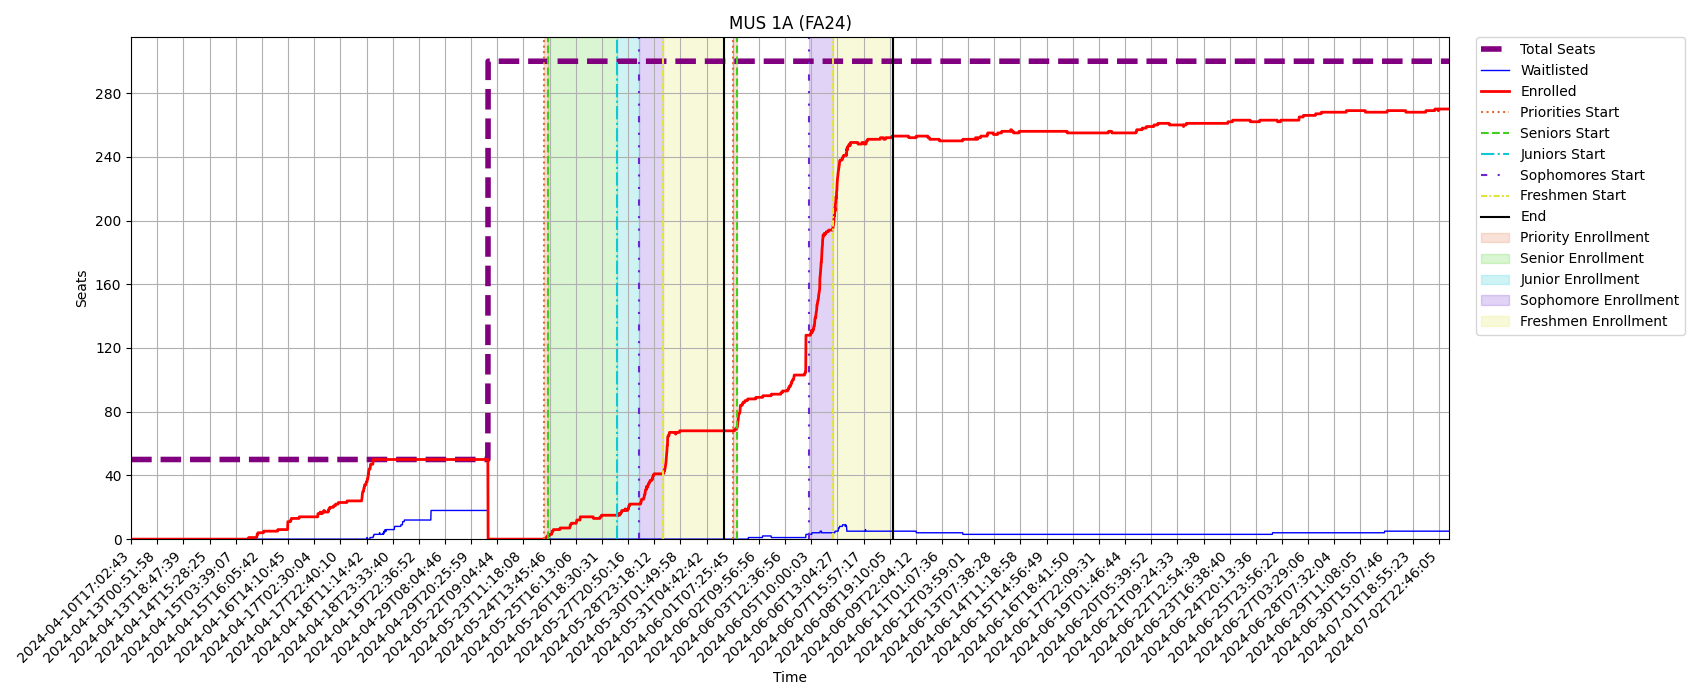 MUS 1A (FA24)
Seats
0
40
80
120
160
200
240
280
2024-04-10T17:02:43
2024-04-13T00:51:58
2024-04-13T18:47:39
2024-04-14T15:28:25
2024-04-15T03:39:07
2024-04-15T16:05:42
2024-04-16T14:10:45
2024-04-17T02:30:04
2024-04-17T22:40:10
2024-04-18T11:14:42
2024-04-18T23:33:40
2024-04-19T22:36:52
2024-04-29T08:04:46
2024-04-29T20:25:59
2024-05-22T09:04:44
2024-05-23T11:18:08
2024-05-24T13:45:46
2024-05-25T16:13:06
2024-05-26T18:30:31
2024-05-27T20:50:16
2024-05-28T23:18:12
2024-05-30T01:49:58
2024-05-31T04:42:42
2024-06-01T07:25:45
2024-06-02T09:56:56
2024-06-03T12:36:56
2024-06-05T10:00:03
2024-06-06T13:04:27
2024-06-07T15:57:17
2024-06-08T19:10:05
2024-06-09T22:04:12
2024-06-11T01:07:36
2024-06-12T03:59:01
2024-06-13T07:38:28
2024-06-14T11:18:58
2024-06-15T14:56:49
2024-06-16T18:41:50
2024-06-17T22:09:31
2024-06-19T01:46:44
2024-06-20T05:39:52
2024-06-21T09:24:33
2024-06-22T12:54:38
2024-06-23T16:38:40
2024-06-24T20:13:36
2024-06-25T23:56:22
2024-06-27T03:29:06
2024-06-28T07:32:04
2024-06-29T11:08:05
2024-06-30T15:07:46
2024-07-01T18:55:23
2024-07-02T22:46:05
Time
Total Seats
Waitlisted
Enrolled
Priorities Start
Seniors Start
Juniors Start
Sophomores Start
Freshmen Start
End
Priority Enrollment
Senior Enrollment
Junior Enrollment
Sophomore Enrollment
Freshmen Enrollment